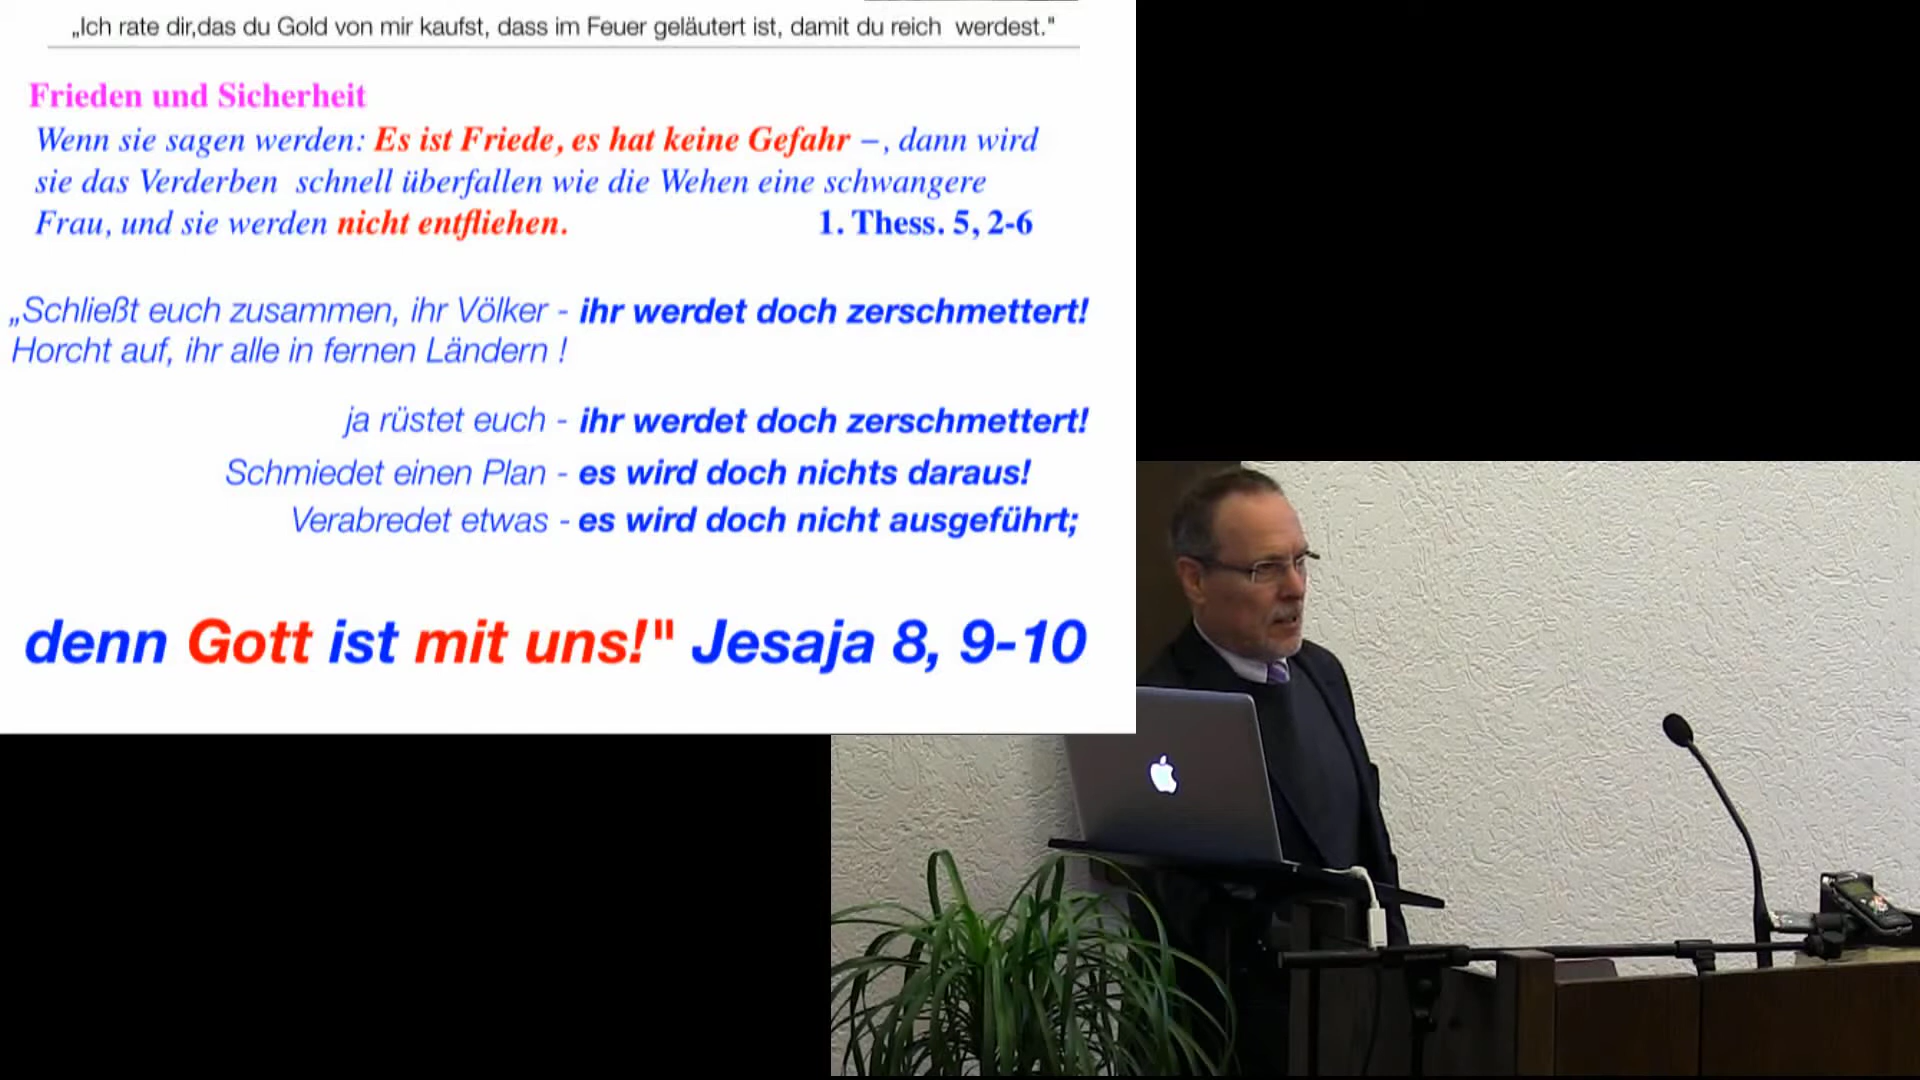 „Ich rate dir,das du Gold von mir kaufst, dass im Feuer geläutert ist, damit du reich werdest."
Frieden und Sicherheit
Wenn sie sagen werden: Es ist Friede, es hat keine Gefahr –, dann wird
sie das Verderben schnell überfallen wie die Wehen eine schwangere
Frau, und sie werden nicht entfliehen. 1. Thess. 5, 2-6
„Schließt euch zusammen, ihr Völker - ihr werdet doch zerschmettert!
Horcht auf, ihr alle in fernen Ländern !
ja rüstet euch - ihr werdet doch zerschmettert!
Schmiedet einen Plan - es wird doch nichts daraus!
Verabredet etwas - es wird doch nicht ausgeführt;
denn Gott ist mit uns!" Jesaja 8, 9-10